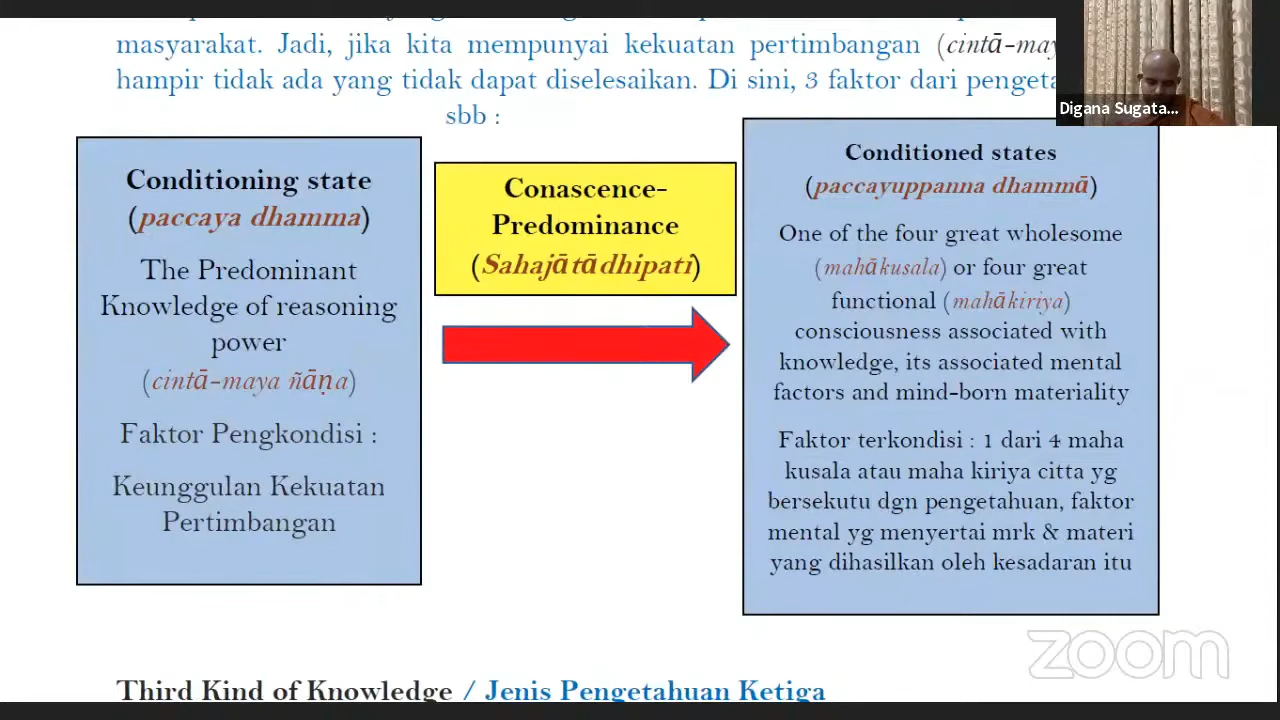 masyarakat. Jadi, jika kita mempunyai kekuatan pertimbangan
hampir tidak ada yang tidak dapat diselesaikan. Di sini, 3 faktor dari
sbb :
Digana Sugata...
Conditioning state
(paccaya dhamma)
The Predominant
Knowledge of reasoning
power
(cintā-maya ñāṇa)
Faktor Pengkondisi :
Keunggulan Kekuatan
Pertimbangan
Conascence-
Predominance
(Sahajātādhipati)
Conditioned states
(paccayuppanna dhammā)
One of the four great wholesome
(mahākusala) or four great
functional (mahākiriya)
consciousness associated with
knowledge, its associated mental
factors and mind-born materiality
Faktor terkondisi : 1 dari 4 maha
kusala atau maha kiriya citta yg
bersekutu dgn pengetahuan, faktor
mental yg menyertai mrk & materi
yang dihasilkan oleh kesadaran itu
zoom
Third Kind of Knowledge / Jenis Pengetahuan Ketiga